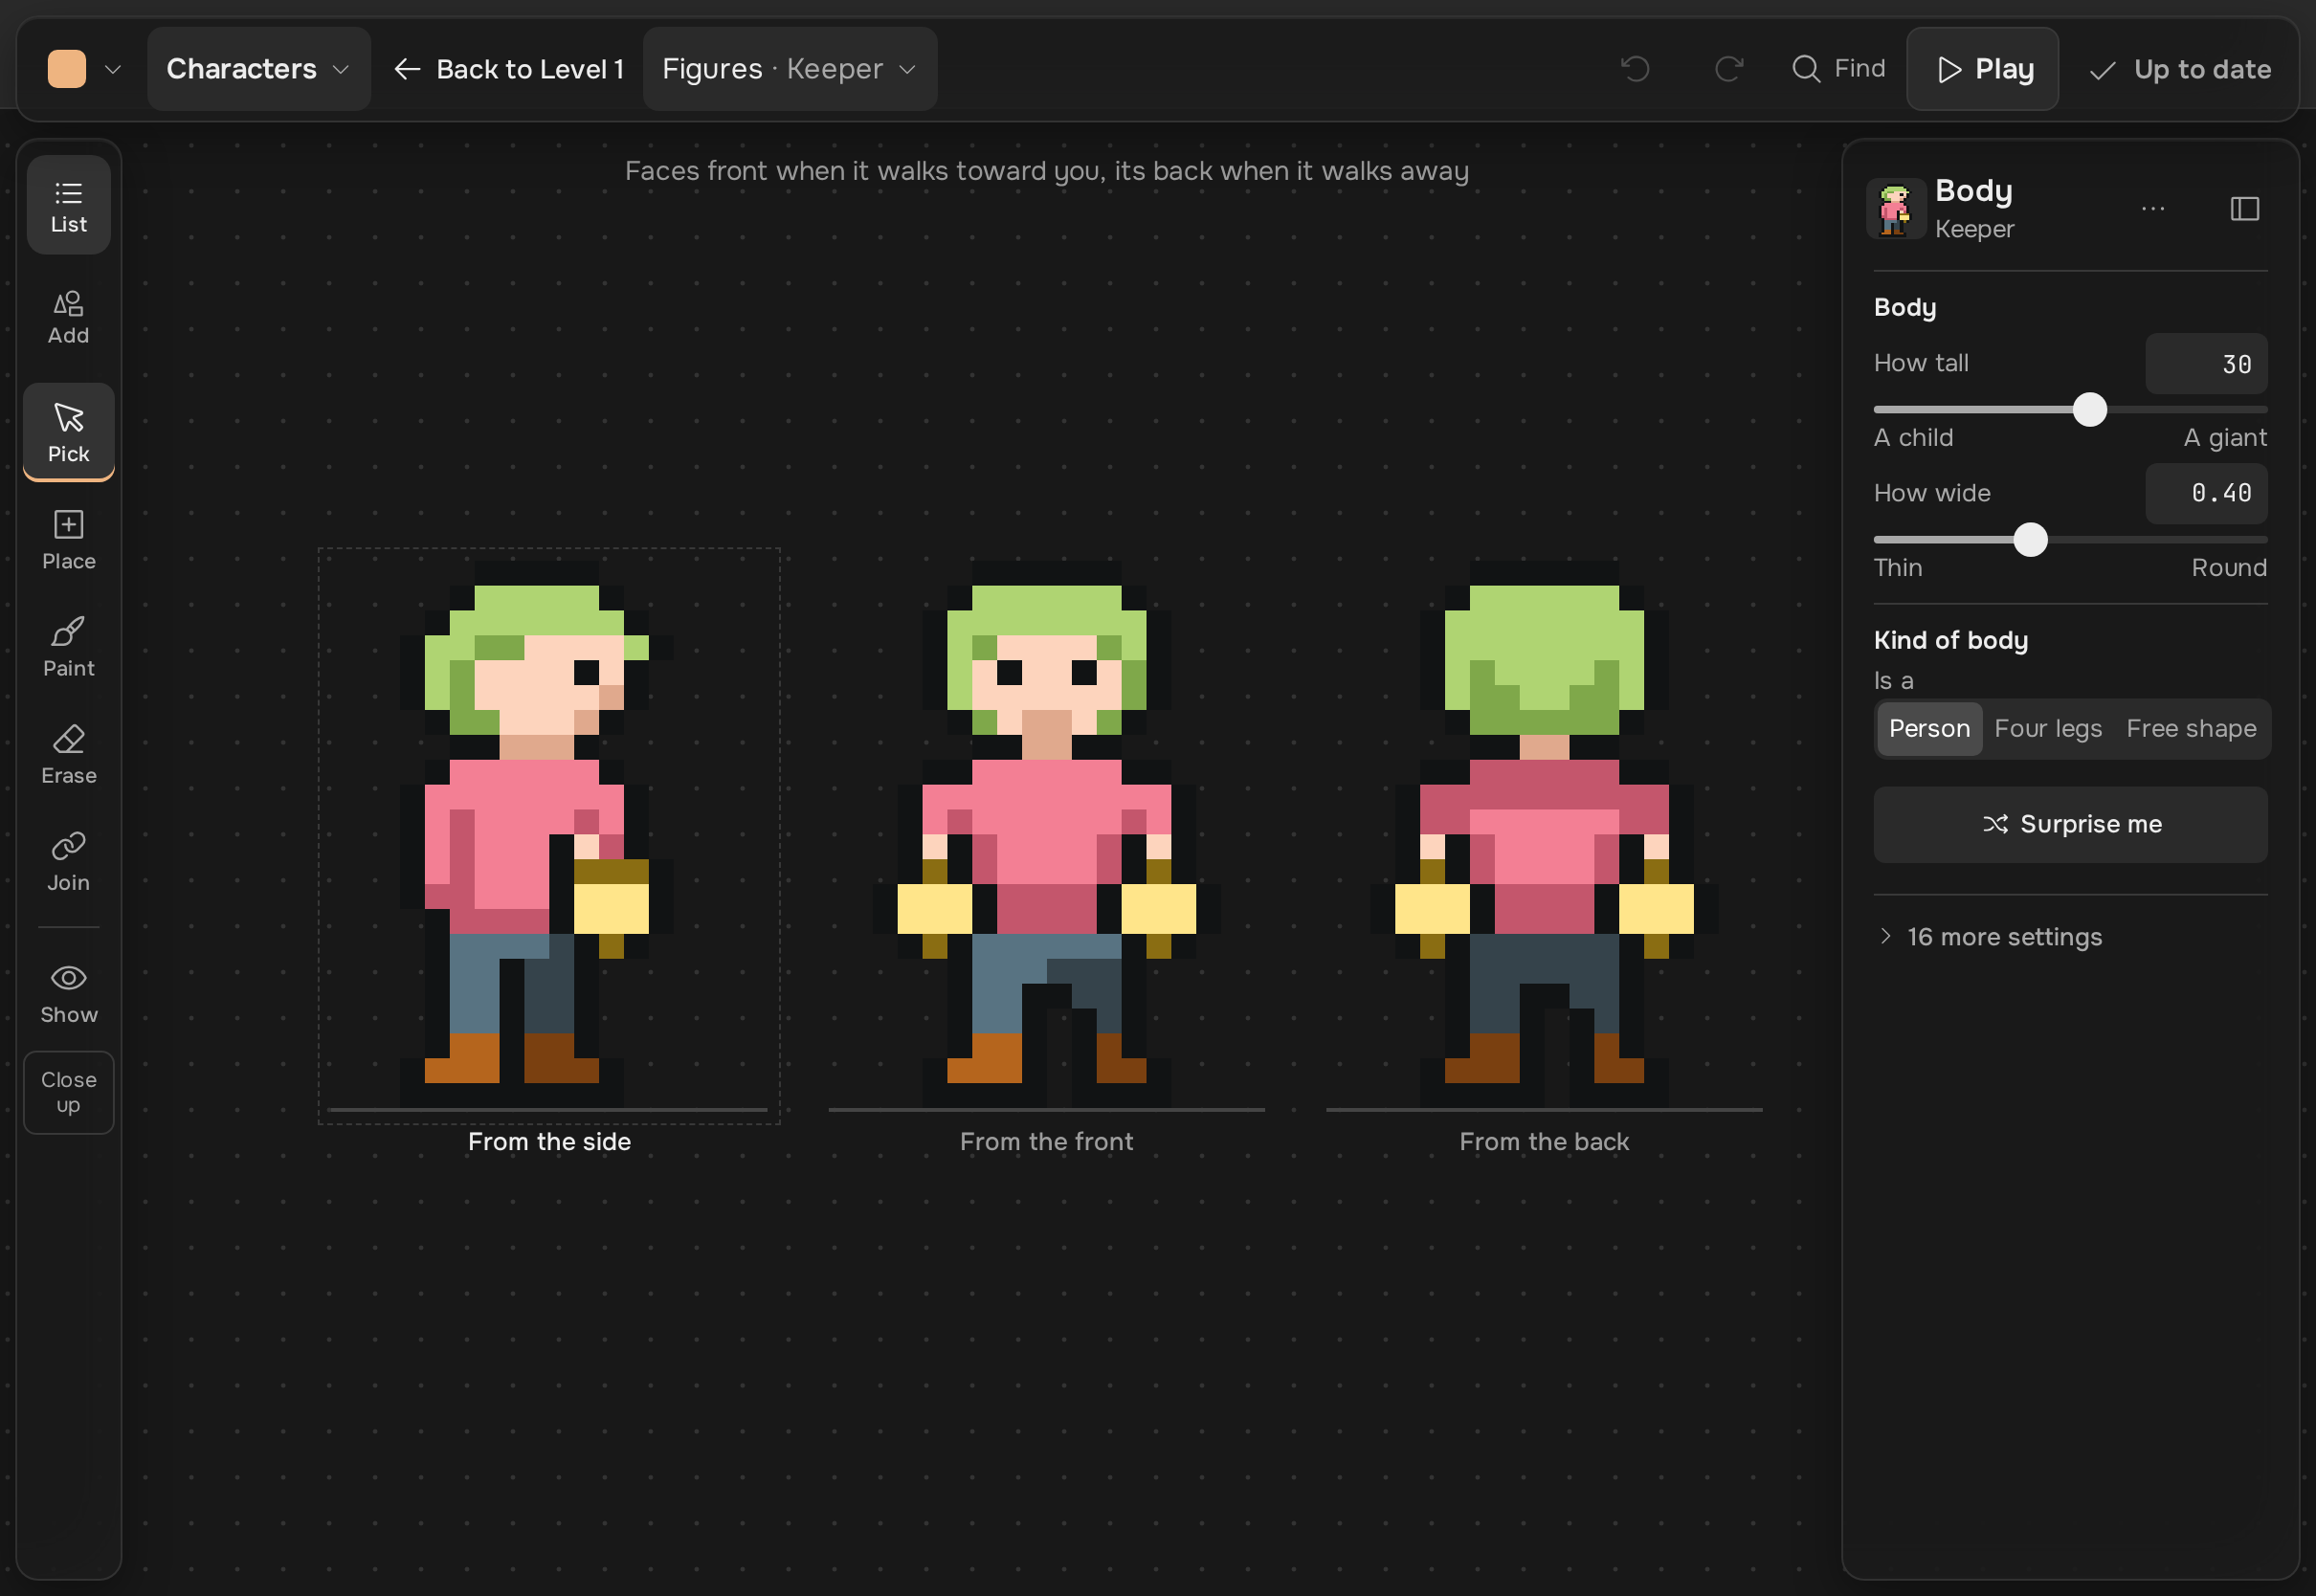 Characters
Back to Level 1
Figures · Keeper
Find
Play
Up to date
List
Add
Pick
Place
Paint
Erase
Join
Show
Close
up
Faces front when it walks toward you, its back when it walks away
From the side
From the front
From the back
Body
Keeper
Body
How tall
30
A child
A giant
How wide
0.40
Thin
Round
Kind of body
Is a
Person
Four legs
Free shape
Surprise me
16 more settings